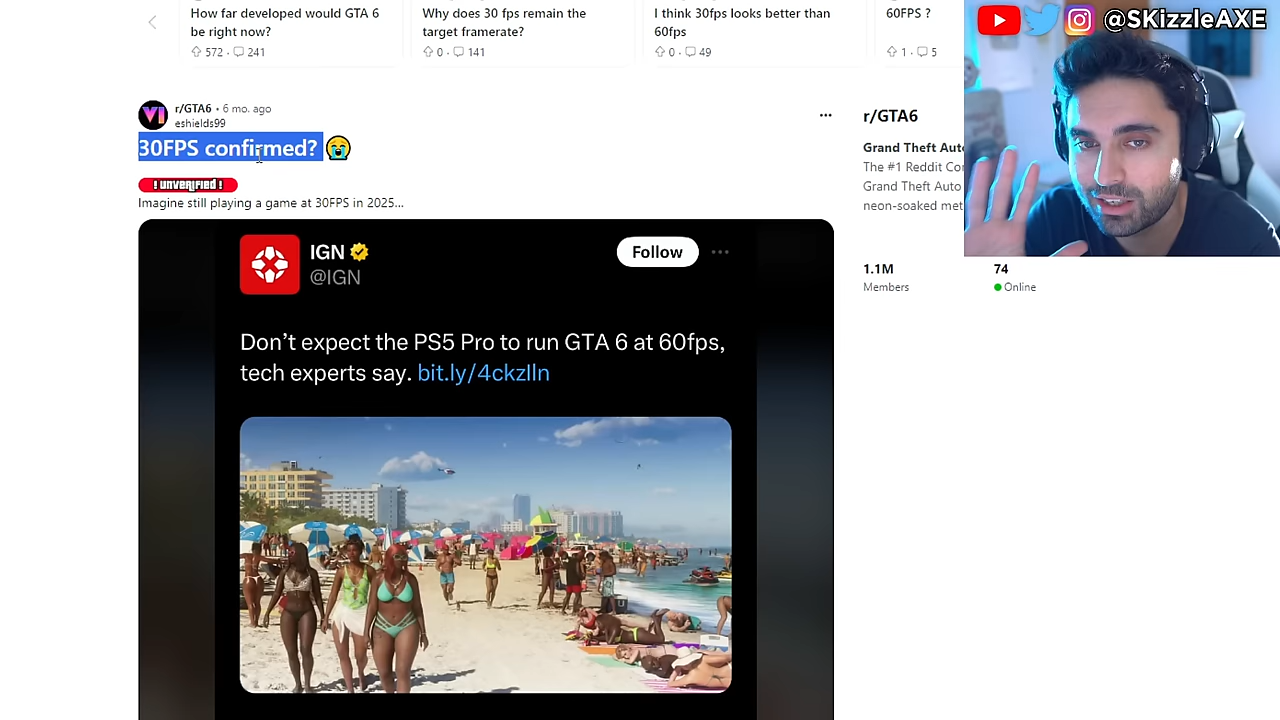 How far developed would GTA 6
be right now?
572 · 241
Why does 30 fps remain the
target framerate?
0 · 141
I think 30fps looks better than
60fps
0 · 49
60FPS ?
1 · 5
@SKizzleAXE
VI
r/GTA6 • 6 mo. ago
eshields99
30FPS confirmed? 😭
! UNVERIFIED !
Imagine still playing a game at 30FPS in 2025...
IGN
@IGN
Follow
Don't expect the PS5 Pro to run GTA 6 at 60fps,
tech experts say. bit.ly/4ckzlln
r/GTA6
Grand Theft Auto
The #1 Reddit Co
Grand Theft Auto
neon-soaked met
1.1M
Members
74
Online